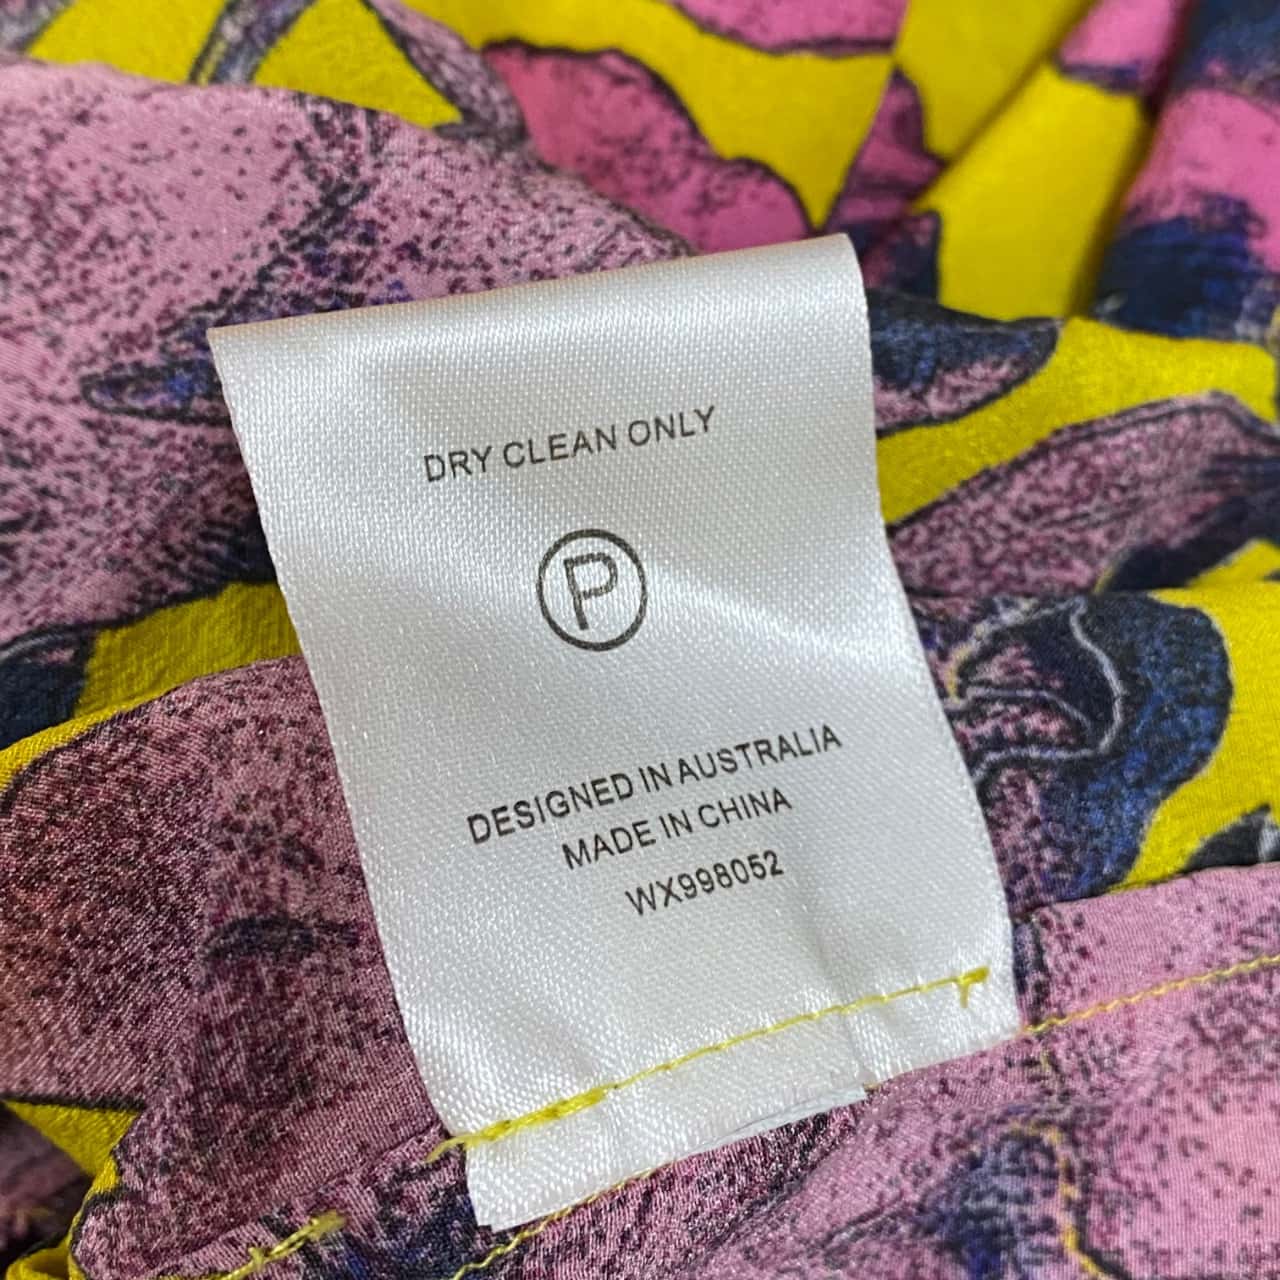 DRY CLEAN ONLY
P
DESIGNED IN AUSTRALIA
MADE IN CHINA
WX998052